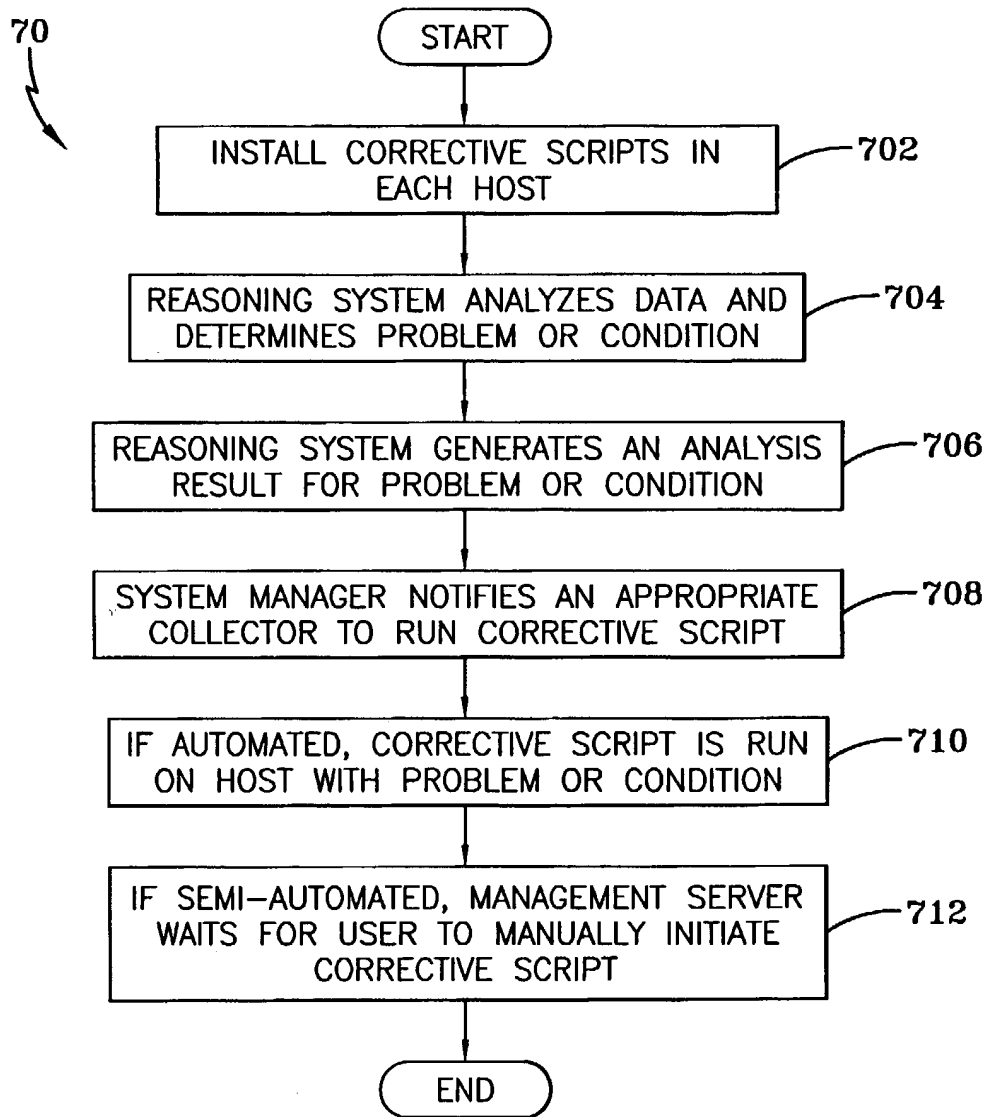 70
START
INSTALL CORRECTIVE SCRIPTS IN
EACH HOST
702
REASONING SYSTEM ANALYZES DATA AND
DETERMINES PROBLEM OR CONDITION
704
REASONING SYSTEM GENERATES AN ANALYSIS
RESULT FOR PROBLEM OR CONDITION
706
SYSTEM MANAGER NOTIFIES AN APPROPRIATE
COLLECTOR TO RUN CORRECTIVE SCRIPT
708
IF AUTOMATED, CORRECTIVE SCRIPT IS RUN
ON HOST WITH PROBLEM OR CONDITION
710
IF SEMI-AUTOMATED, MANAGEMENT SERVER
WAITS FOR USER TO MANUALLY INITIATE
CORRECTIVE SCRIPT
712
END